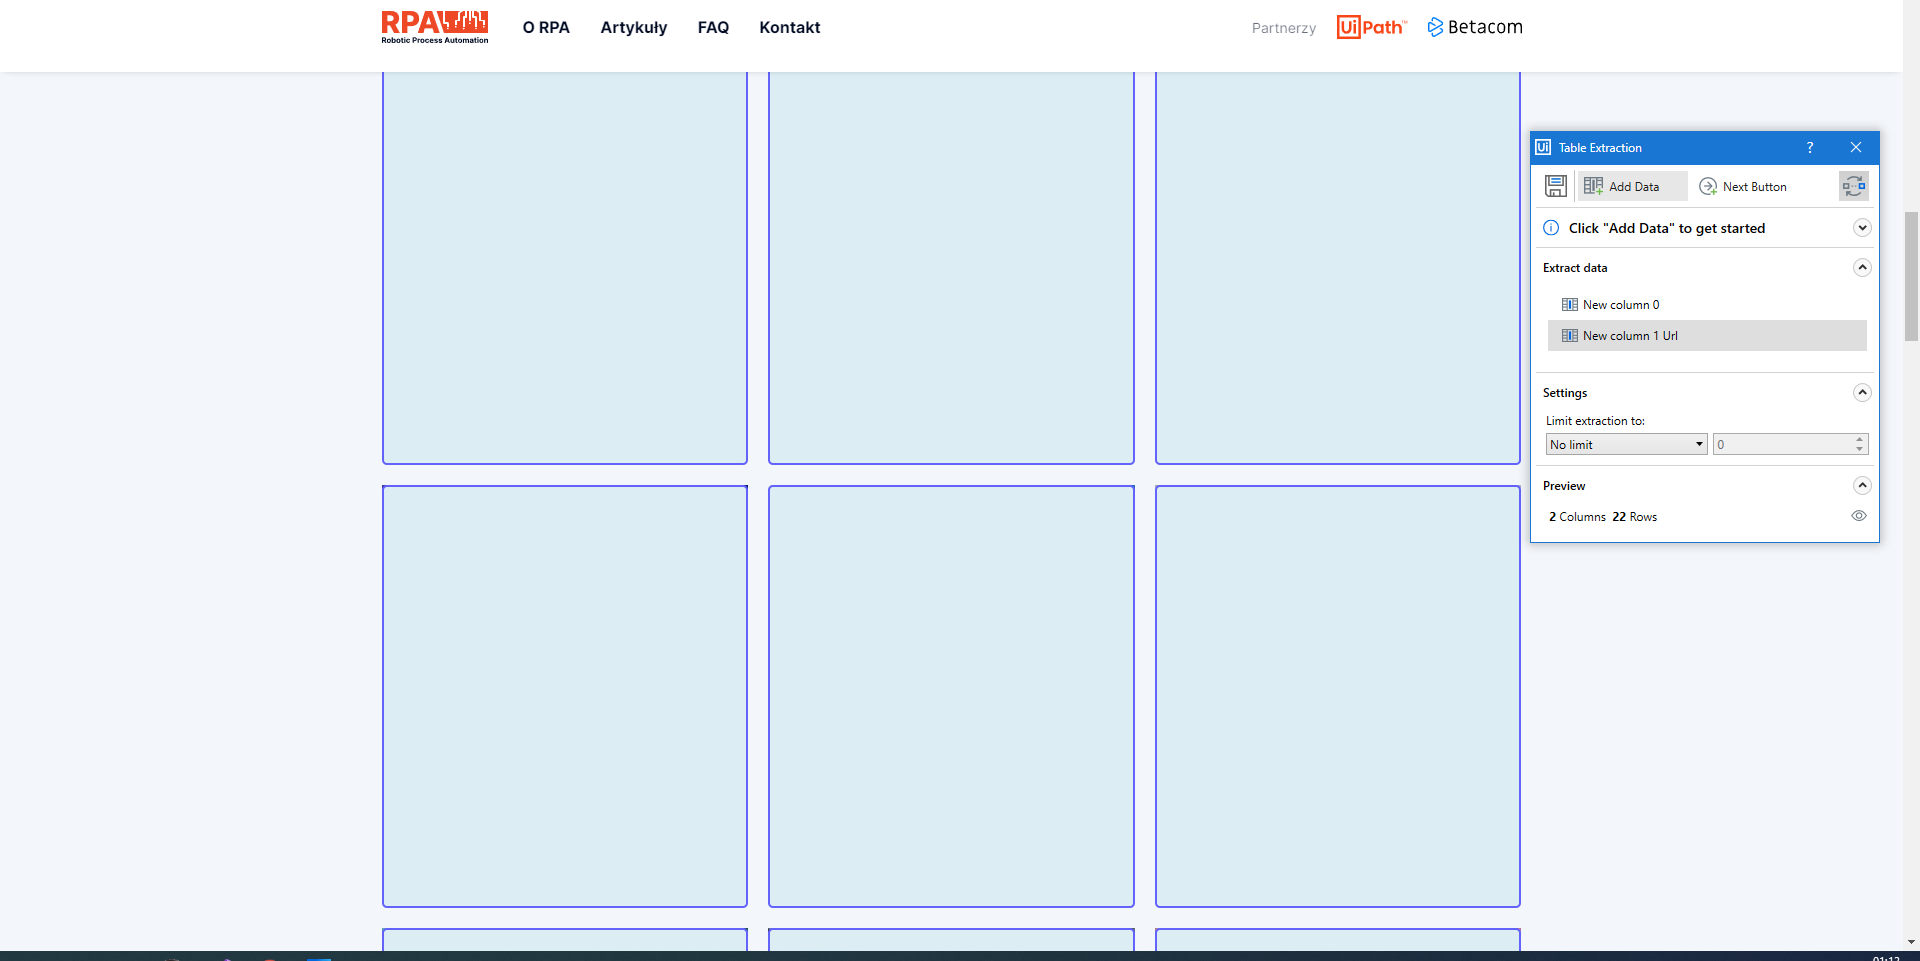 RPA
Robotic Process Automation
O RPA
Artykuły
FAQ
Kontakt
Partnerzy
UiPath™
Betacom
Ui Table Extraction ?
Add Data
Next Button
Click "Add Data" to get started
Extract data
New column 0
New column 1 Url
Settings
Limit extraction to:
No limit
0
Preview
2 Columns 22 Rows